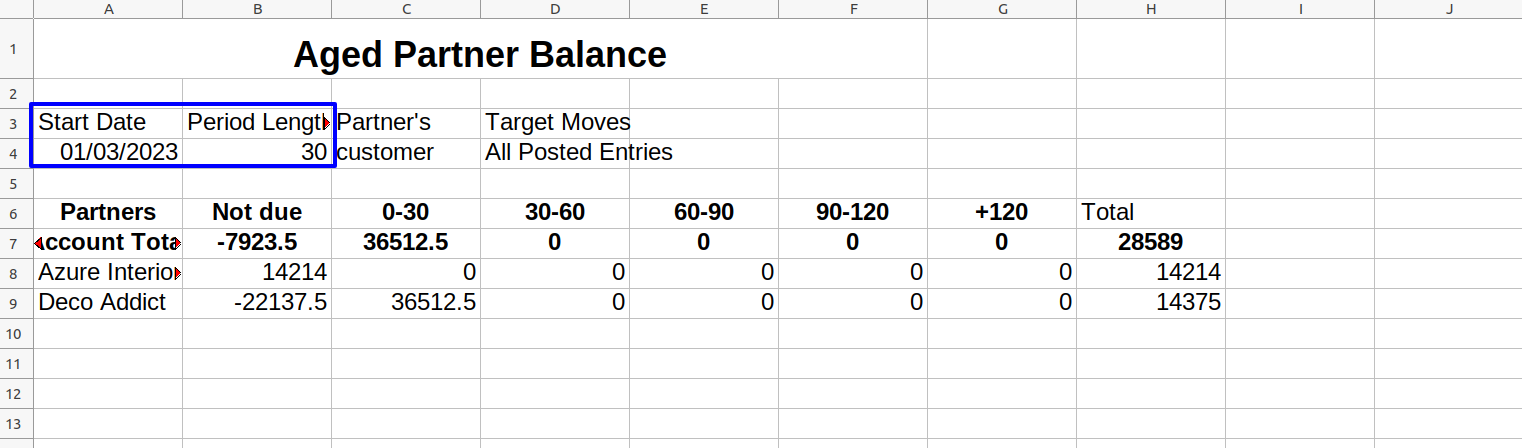 A B C D E F G H I J
1 Aged Partner Balance
2
3 Start Date Period Lengt Partner's Target Moves
4 01/03/2023 30 customer All Posted Entries
5
6 Partners Not due 0-30 30-60 60-90 90-120 +120 Total
7 ccount Tota -7923.5 36512.5 0 0 0 0 28589
8 Azure Interio 14214 0 0 0 0 0 14214
9 Deco Addict -22137.5 36512.5 0 0 0 0 14375
10
11
12
13